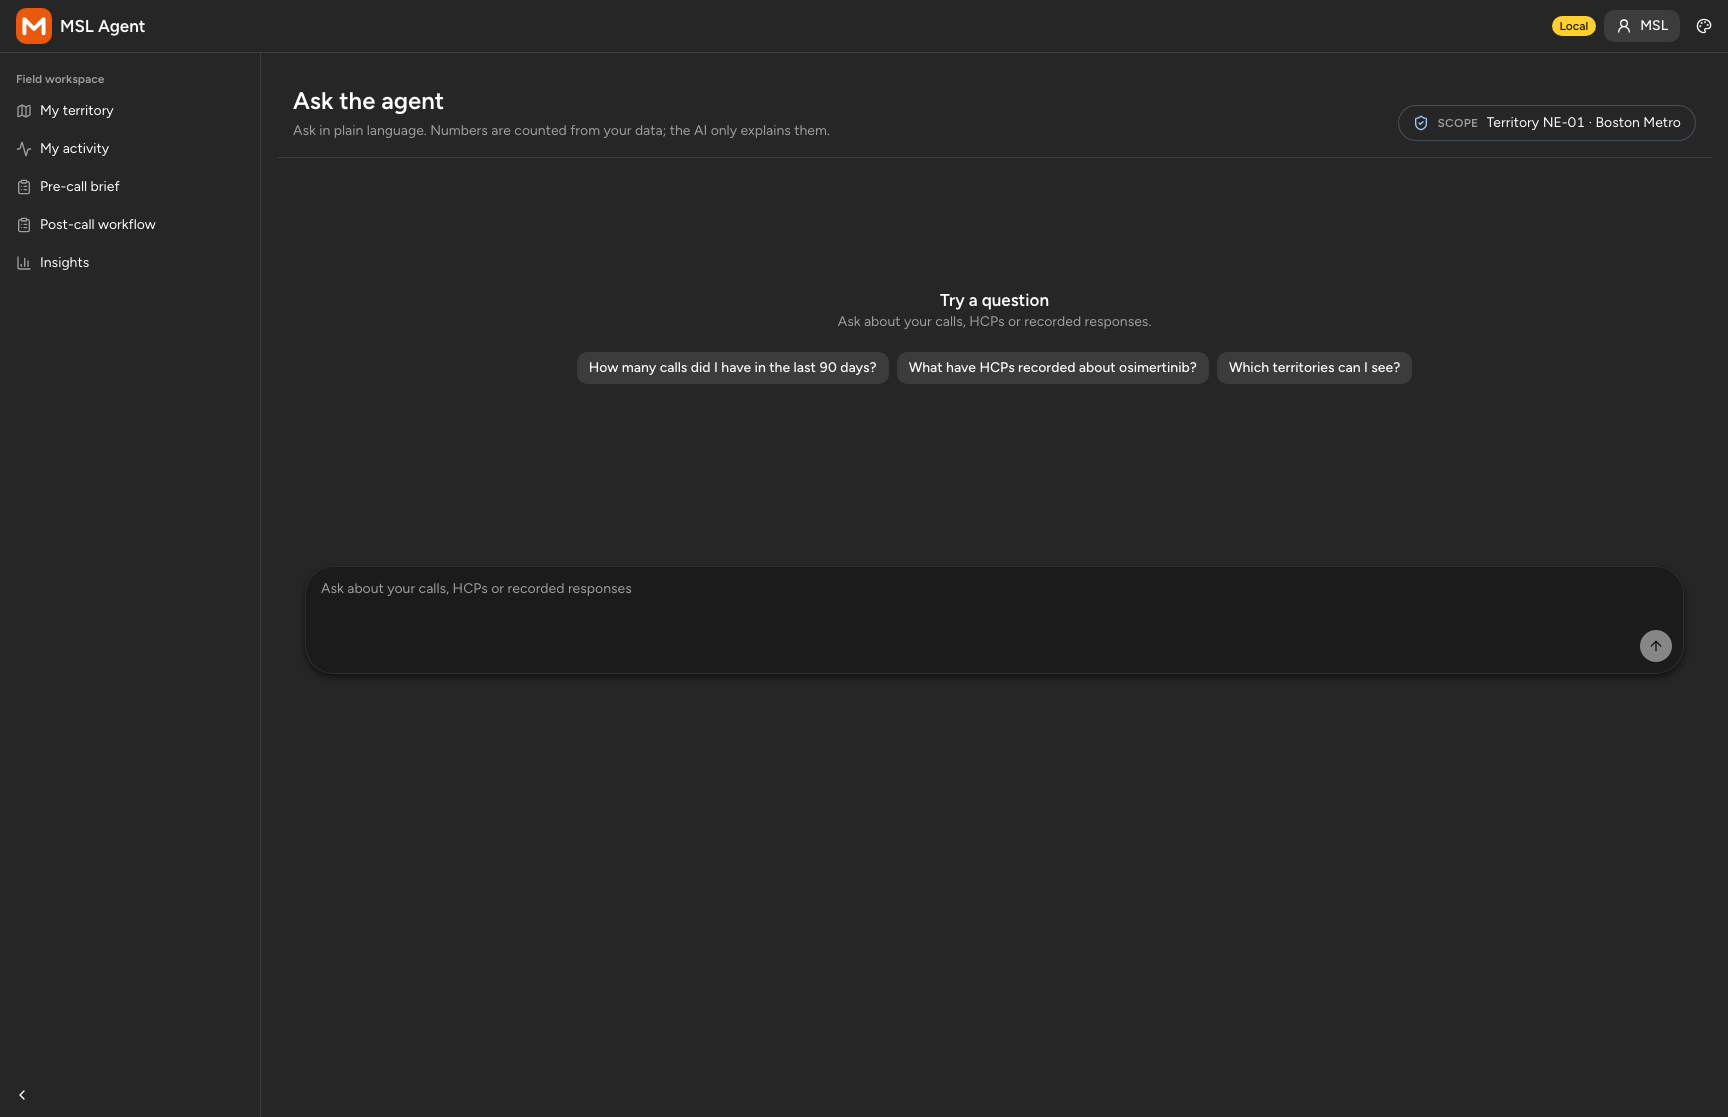 MSL Agent
Local
MSL
Field workspace
My territory
My activity
Pre-call brief
Post-call workflow
Insights
Ask the agent
Ask in plain language. Numbers are counted from your data; the AI only explains them.
SCOPE Territory NE-01 · Boston Metro
Try a question
Ask about your calls, HCPs or recorded responses.
How many calls did I have in the last 90 days?
What have HCPs recorded about osimertinib?
Which territories can I see?
Ask about your calls, HCPs or recorded responses